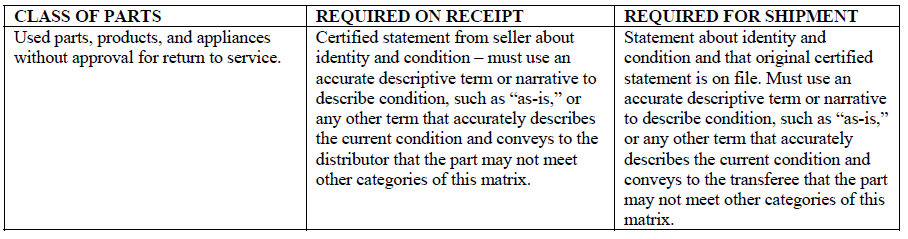 CLASS OF PARTS
REQUIRED ON RECEIPT
REQUIRED FOR SHIPMENT
Used parts, products, and appliances
without approval for return to service.
Certified statement from seller about
identity and condition – must use an
accurate descriptive term or narrative to
describe condition, such as “as-is,” or
any other term that accurately describes
the current condition and conveys to the
distributor that the part may not meet
other categories of this matrix.
Statement about identity and
condition and that original certified
statement is on file. Must use an
accurate descriptive term or narrative
to describe condition, such as “as-is,”
or any other term that accurately
describes the current condition and
conveys to the transferee that the part
may not meet other categories of this
matrix.